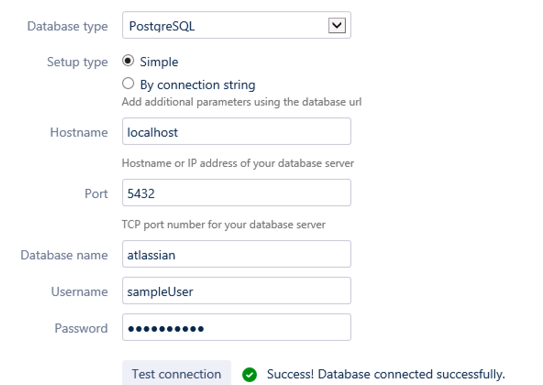 Database type PostgreSQL
Setup type Simple
By connection string
Add additional parameters using the database url
Hostname localhost
Hostname or IP address of your database server
Port 5432
TCP port number for your database server
Database name atlassian
Username sampleUser
Password ••••••••••
Test connection Success! Database connected successfully.